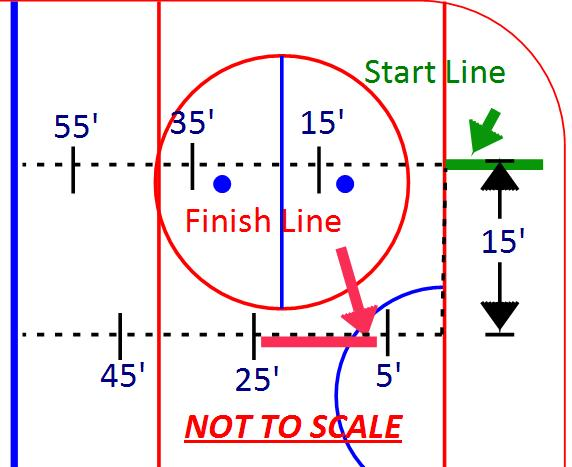 Start Line
55'
35'
15'
Finish Line
15'
45'
25'
5'
NOT TO SCALE